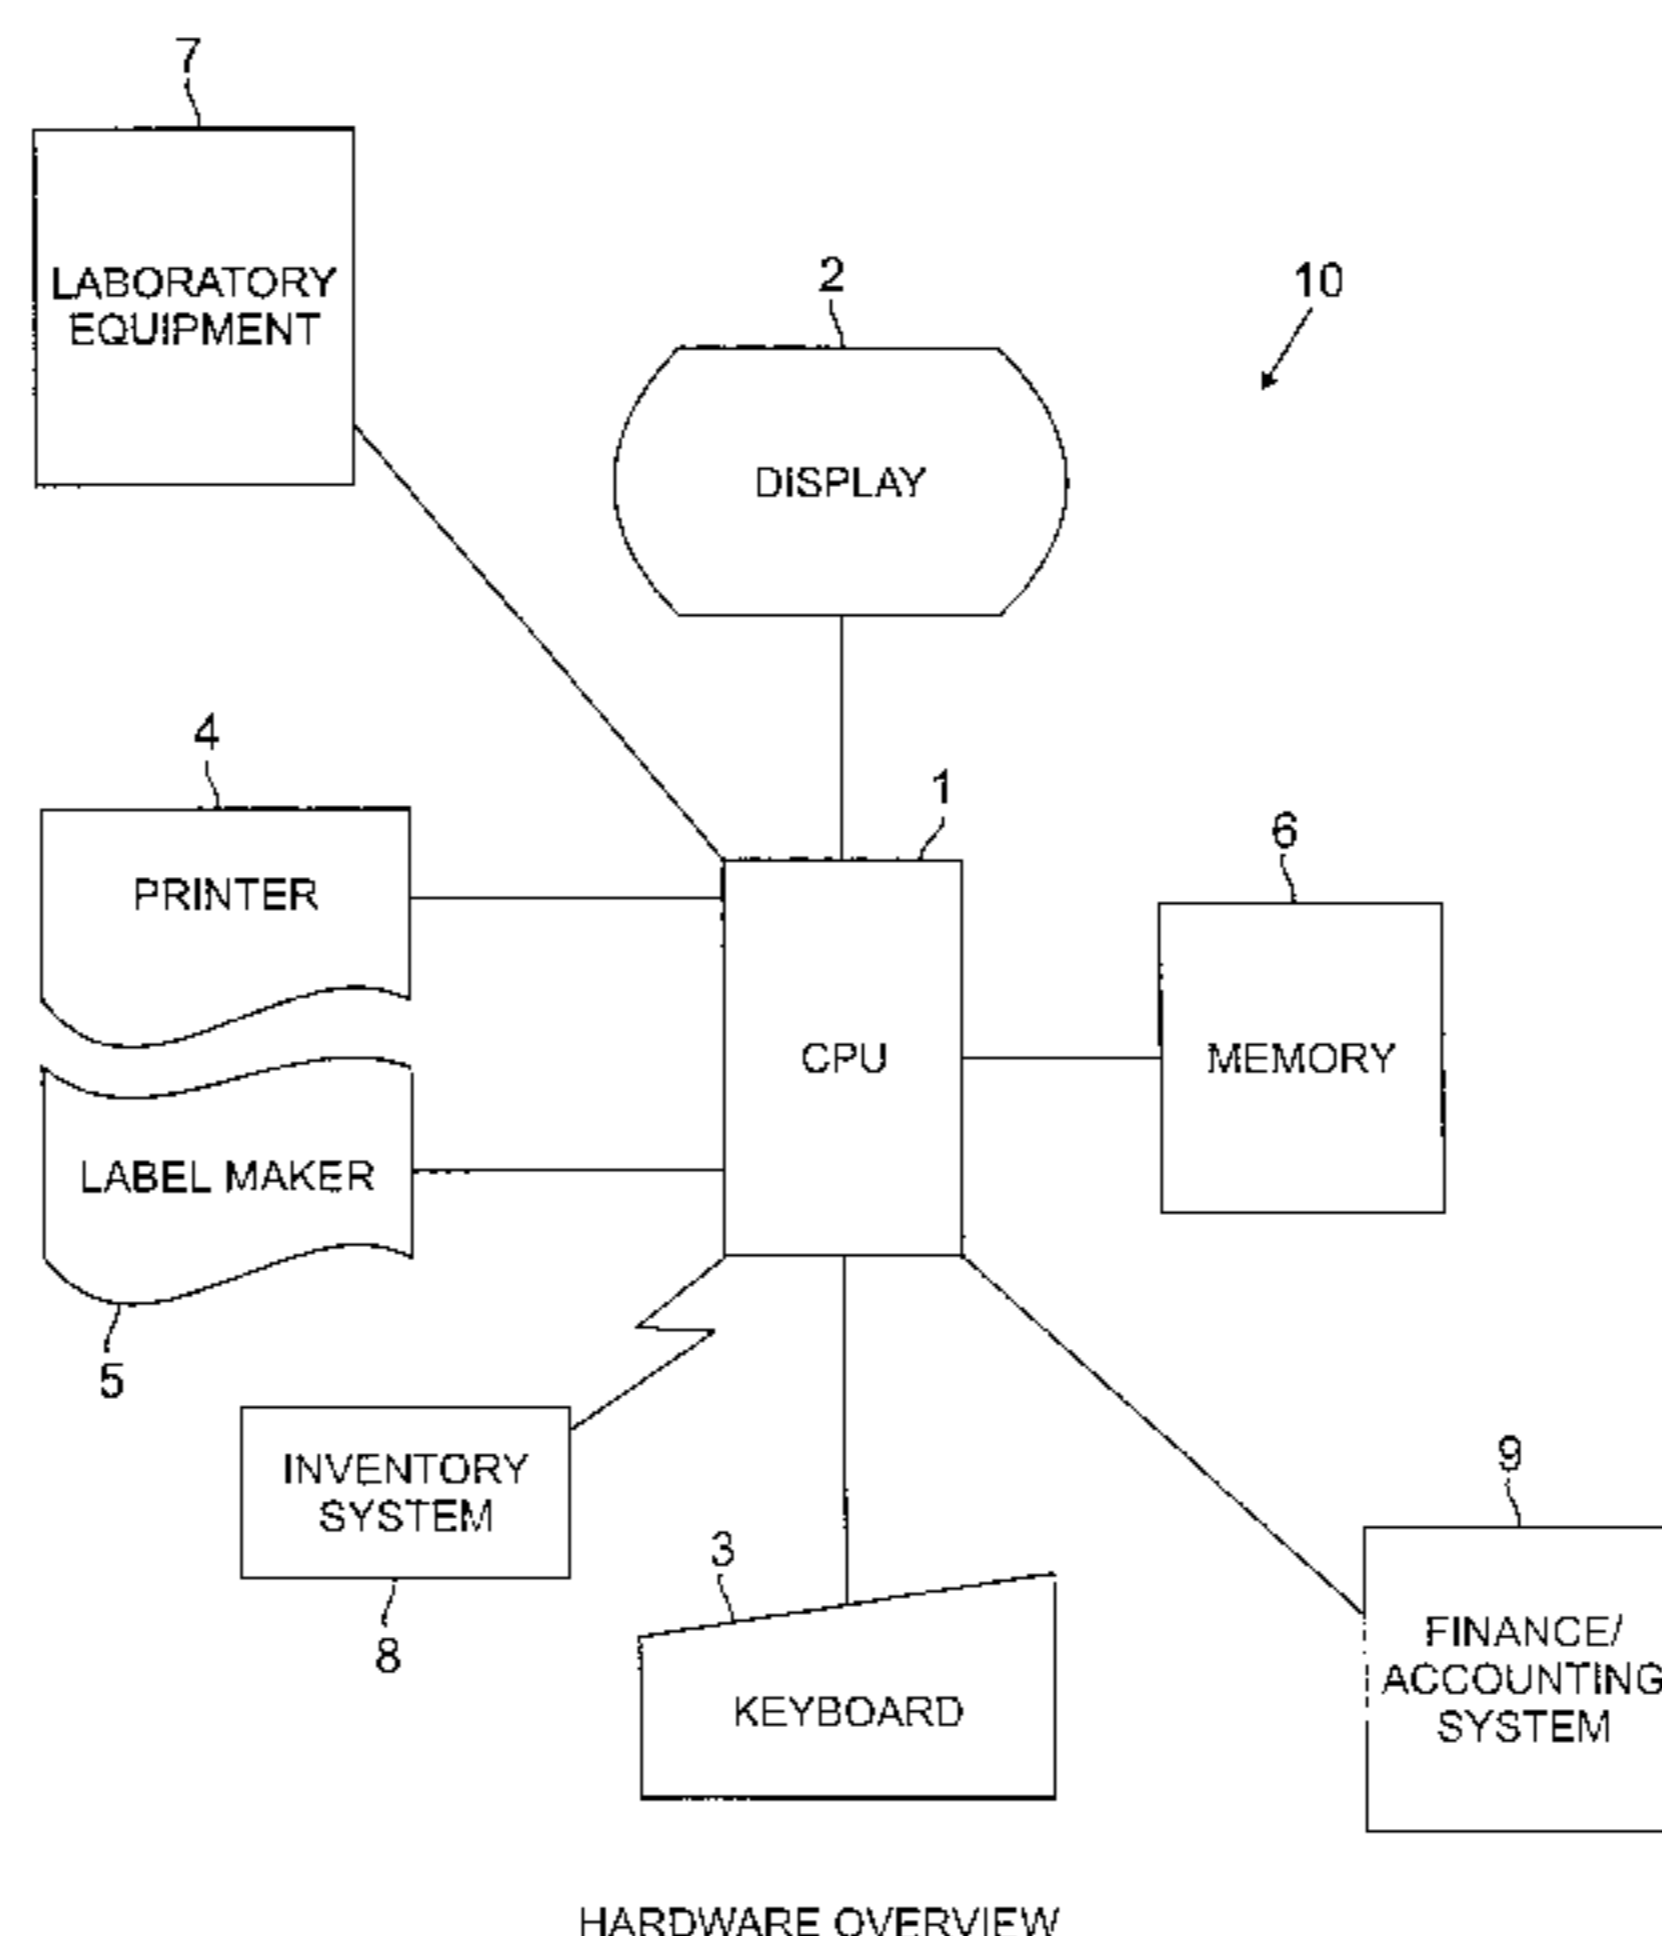 7
LABORATORY
EQUIPMENT
2
10
DISPLAY
4
1
6
PRINTER
CPU
MEMORY
LABEL MAKER
5
INVENTORY
SYSTEM
8
3
9
KEYBOARD
FINANCE/
ACCOUNTING
SYSTEM
HARDWARE OVERVIEW